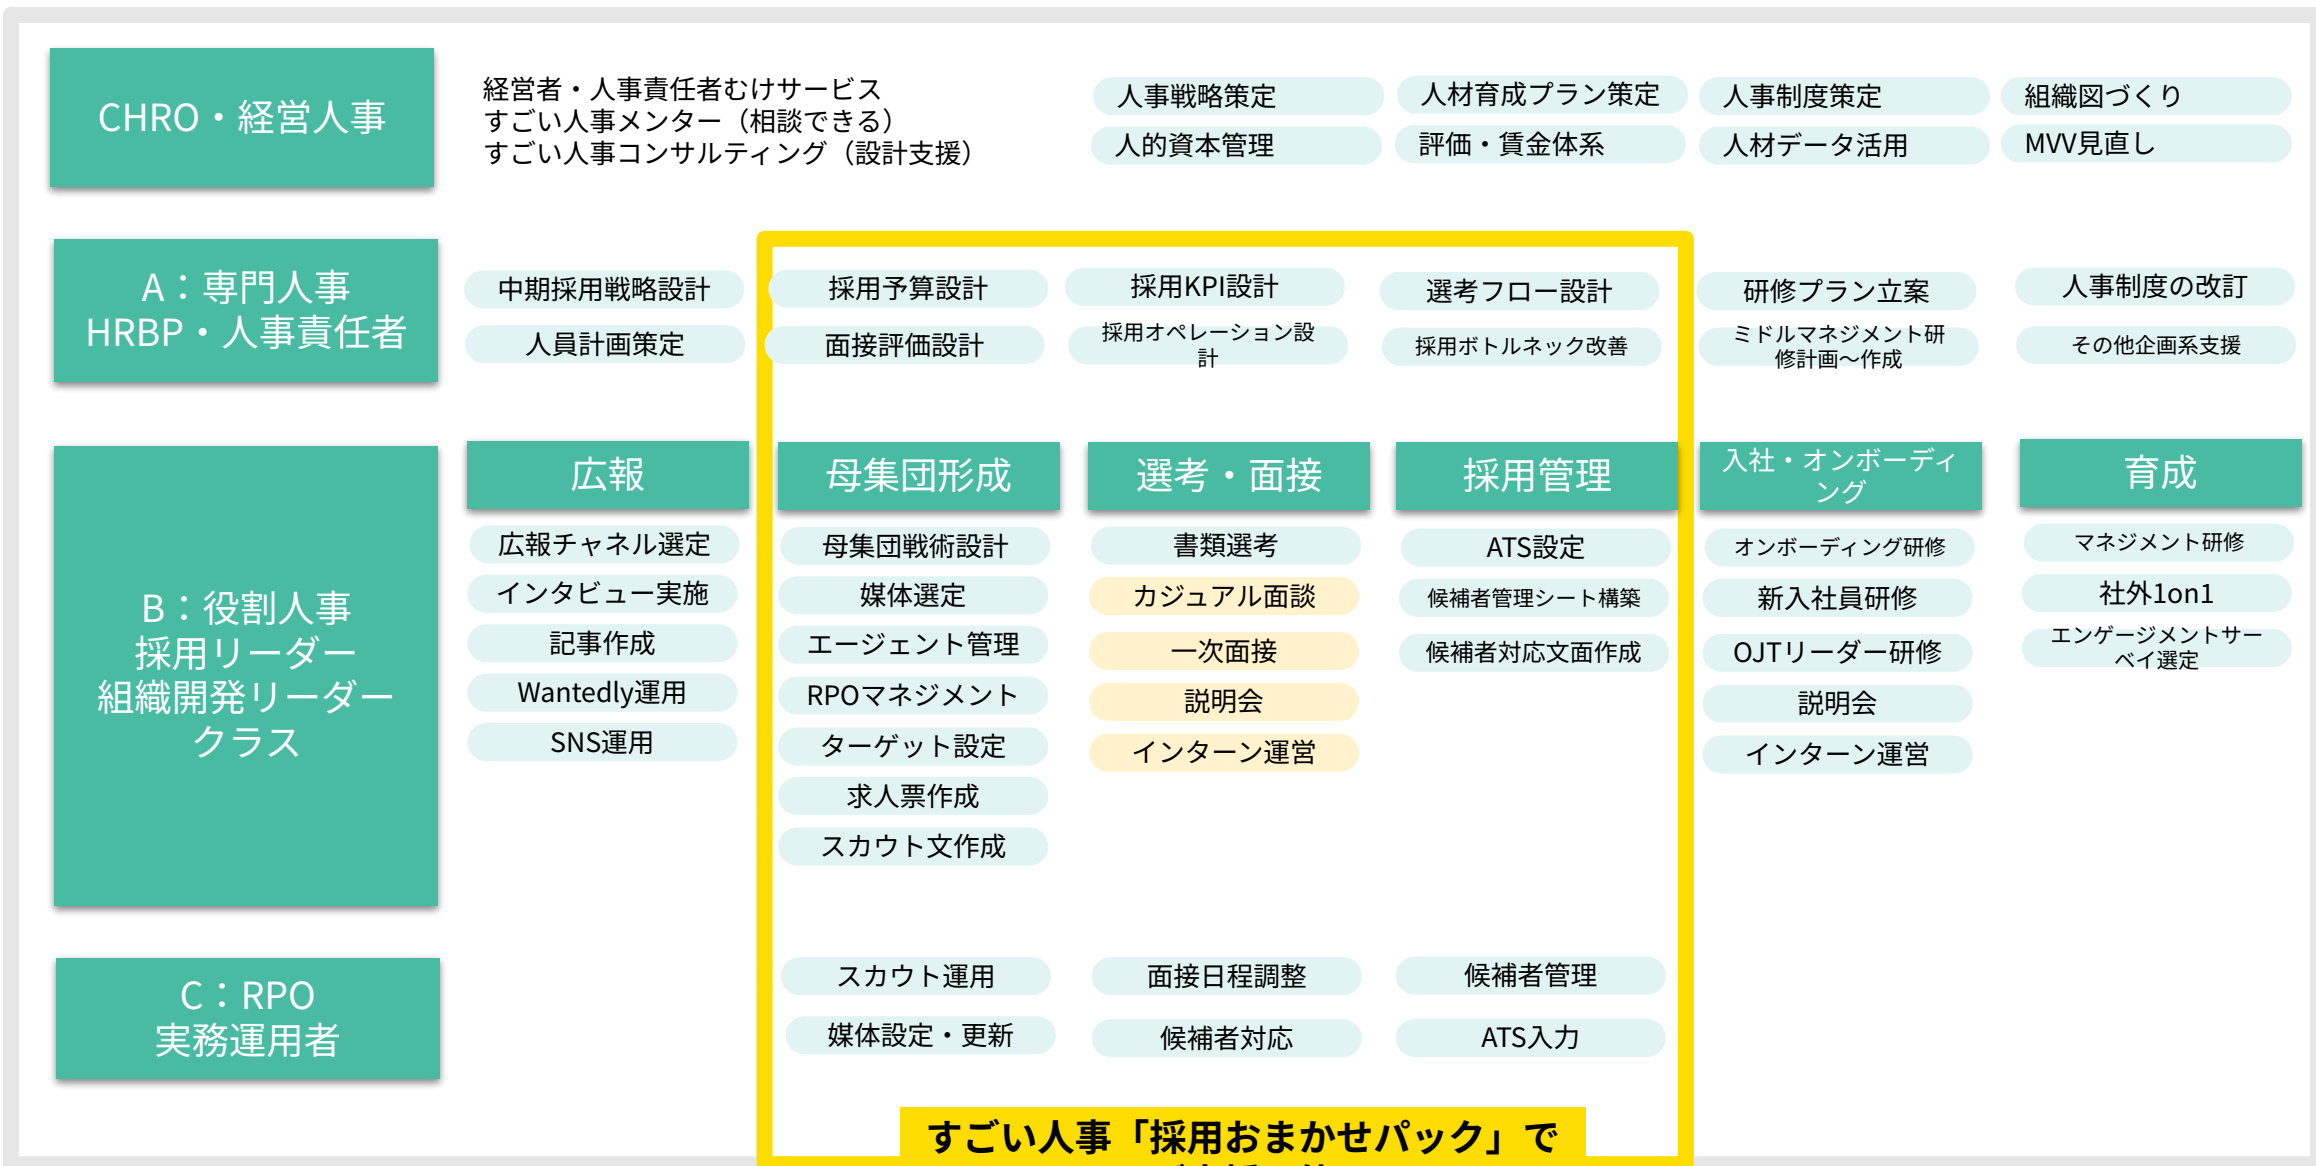 CHRO・経営人事
経営者・人事責任者むけサービス
すごい人事メンター（相談できる）
すごい人事コンサルティング（設計支援）
人事戦略策定
人材育成プラン策定
人事制度策定
組織図づくり
人的資本管理
評価・賃金体系
人材データ活用
MVV見直し
A：専門人事
HRBP・人事責任者
中期採用戦略設計
採用予算設計
採用KPI設計
選考フロー設計
研修プラン立案
人事制度の改訂
人員計画策定
面接評価設計
採用オペレーション設
計
採用ボトルネック改善
ミドルマネジメント研
修計画〜作成
その他企画系支援
B：役割人事
採用リーダー
組織開発リーダー
クラス
広報
広報チャネル選定
インタビュー実施
記事作成
Wantedly運用
SNS運用
母集団形成
母集団戦術設計
媒体選定
エージェント管理
RPOマネジメント
ターゲット設定
求人票作成
スカウト文作成
選考・面接
書類選考
カジュアル面談
一次面接
説明会
インターン運営
採用管理
ATS設定
候補者管理シート構築
候補者対応文面作成
入社・オンボーディ
ング
オンボーディング研修
新入社員研修
OJTリーダー研修
説明会
インターン運営
育成
マネジメント研修
社外1on1
エンゲージメントサー
ベイ選定
C：RPO
実務運用者
スカウト運用
面接日程調整
候補者管理
媒体設定・更新
候補者対応
ATS入力
すごい人事「採用おまかせパック」で